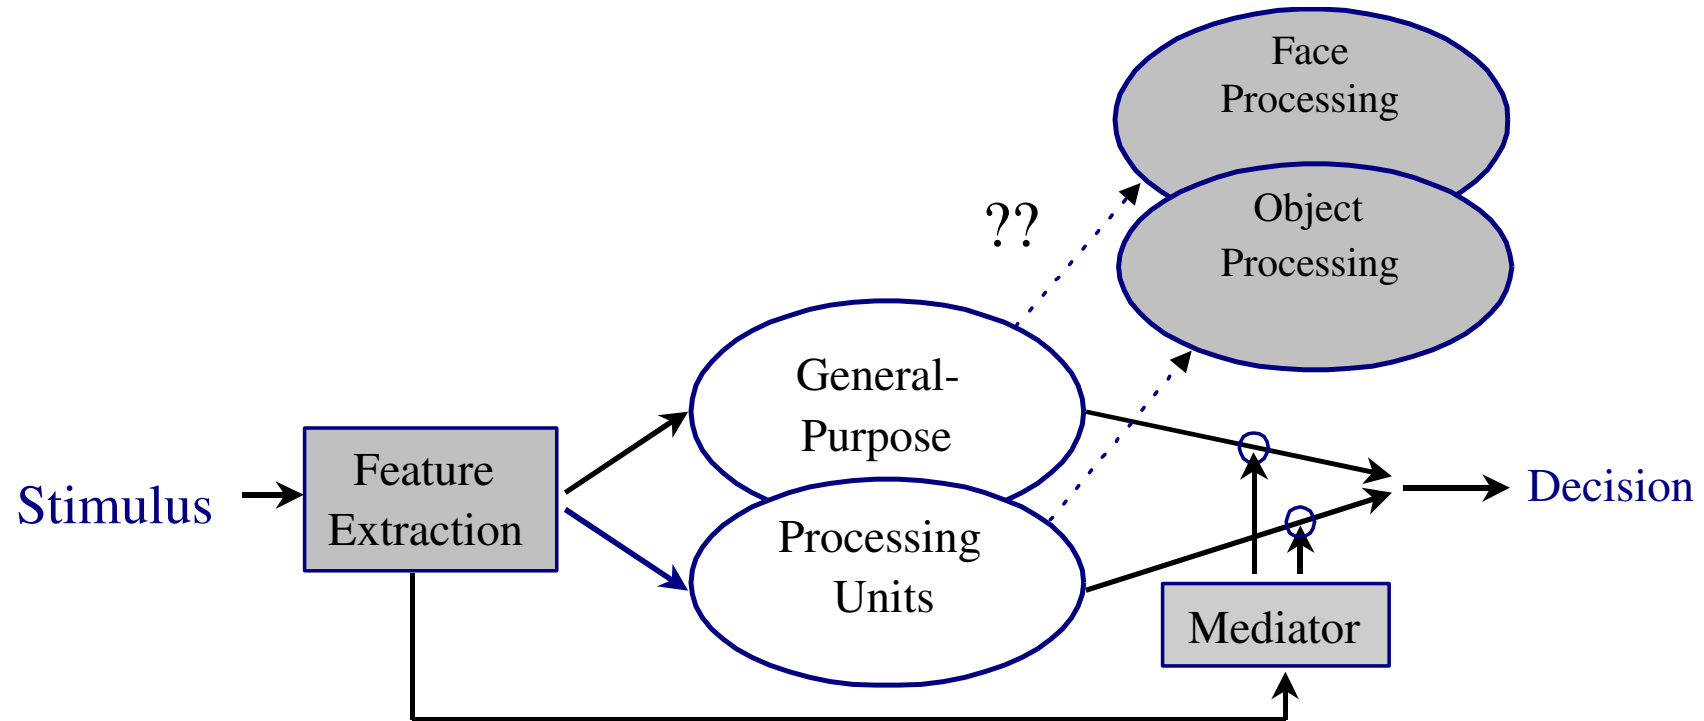 Face
Processing
Object
Processing
??
General-
Purpose
Processing
Units
Feature
Extraction
Stimulus
Decision
Mediator